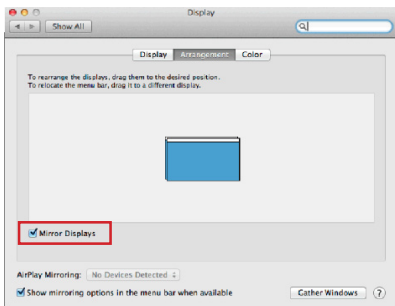 Display
Show All
Display Arrangement Color
To rearrange the displays, drag them to the desired position.
To relocate the menu bar, drag it to a different display.
Mirror Displays
AirPlay Mirroring: No Devices Detected
Show mirroring options in the menu bar when available
Gather Windows ?